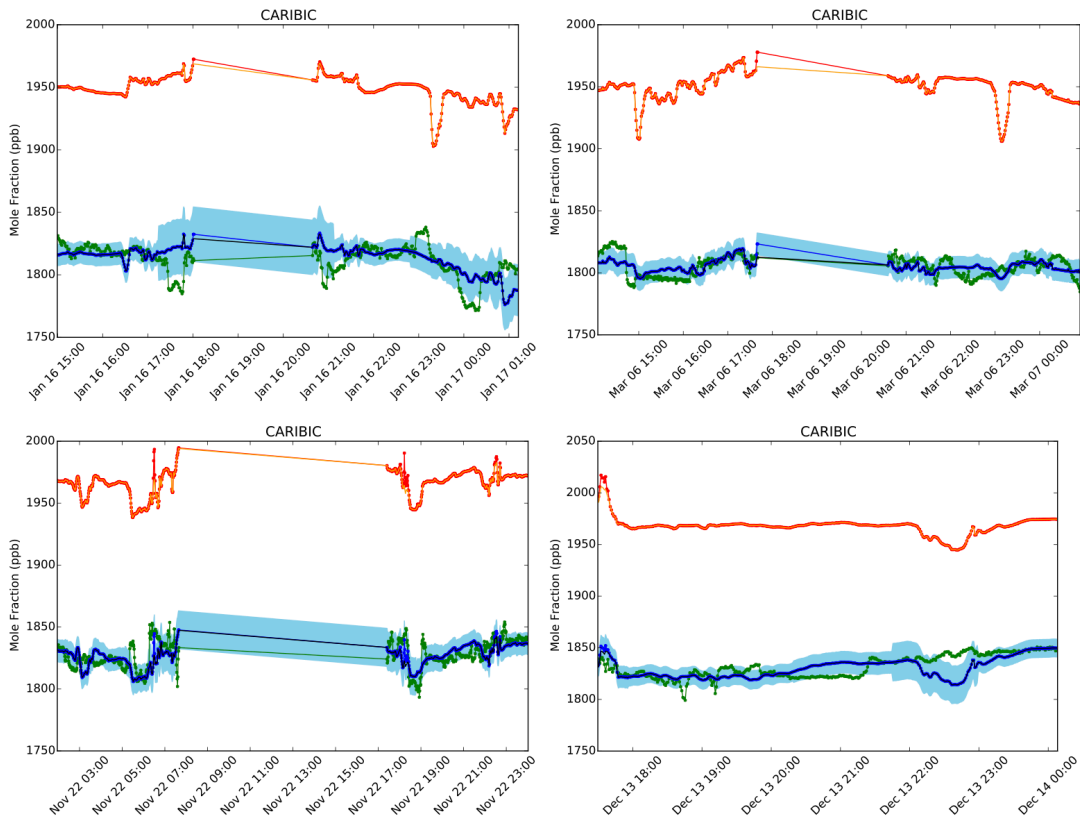 CARIBIC
Mole Fraction (ppb)
2000
1950
1900
1850
1800
1750
Jan 16 15:00
Jan 16 16:00
Jan 16 17:00
Jan 16 18:00
Jan 16 19:00
Jan 16 20:00
Jan 16 21:00
Jan 16 22:00
Jan 16 23:00
Jan 17 00:00
Jan 17 01:00
CARIBIC
Mole Fraction (ppb)
2000
1950
1900
1850
1800
1750
Mar 06 15:00
Mar 06 16:00
Mar 06 17:00
Mar 06 18:00
Mar 06 19:00
Mar 06 20:00
Mar 06 21:00
Mar 06 22:00
Mar 06 23:00
Mar 07 00:00
CARIBIC
Mole Fraction (ppb)
2000
1950
1900
1850
1800
1750
Nov 22 03:00
Nov 22 05:00
Nov 22 07:00
Nov 22 09:00
Nov 22 11:00
Nov 22 13:00
Nov 22 15:00
Nov 22 17:00
Nov 22 19:00
Nov 22 21:00
Nov 22 23:00
CARIBIC
Mole Fraction (ppb)
2050
2000
1950
1900
1850
1800
1750
Dec 13 18:00
Dec 13 19:00
Dec 13 20:00
Dec 13 21:00
Dec 13 22:00
Dec 13 23:00
Dec 14 00:00